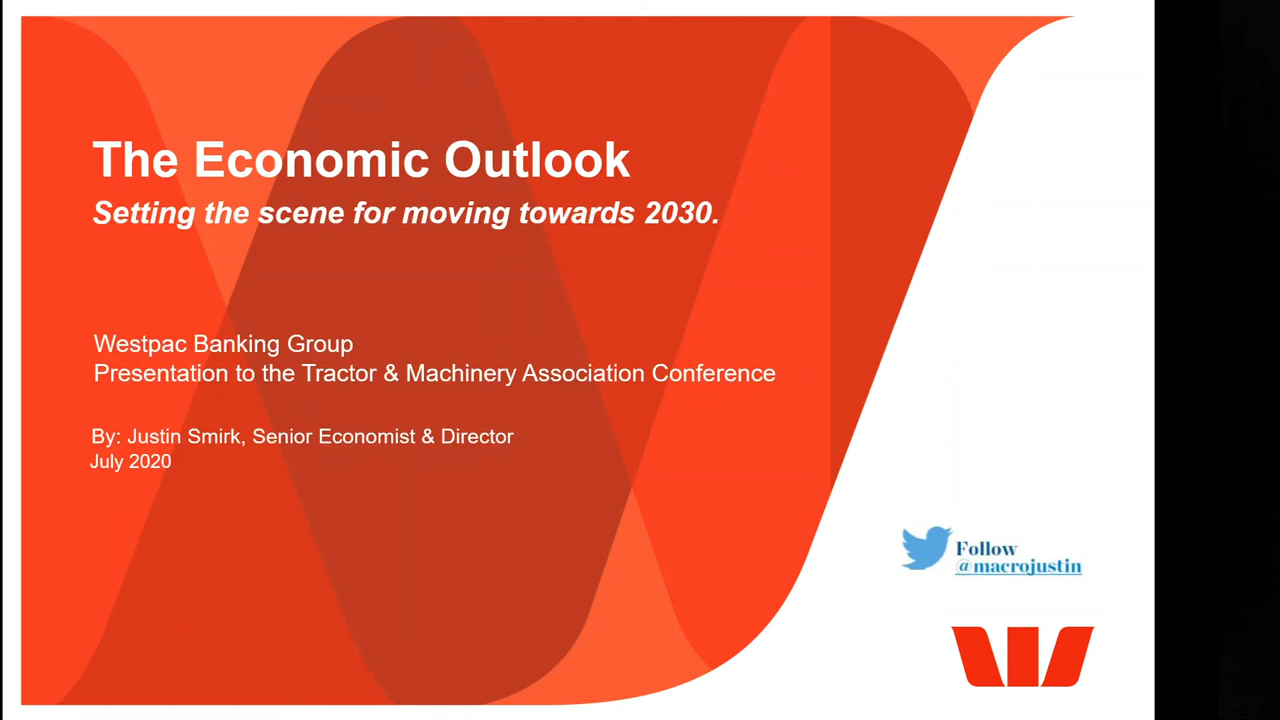 The Economic Outlook
Setting the scene for moving towards 2030.
Westpac Banking Group
Presentation to the Tractor & Machinery Association Conference
By: Justin Smirk, Senior Economist & Director
July 2020
Follow
@macrojustin